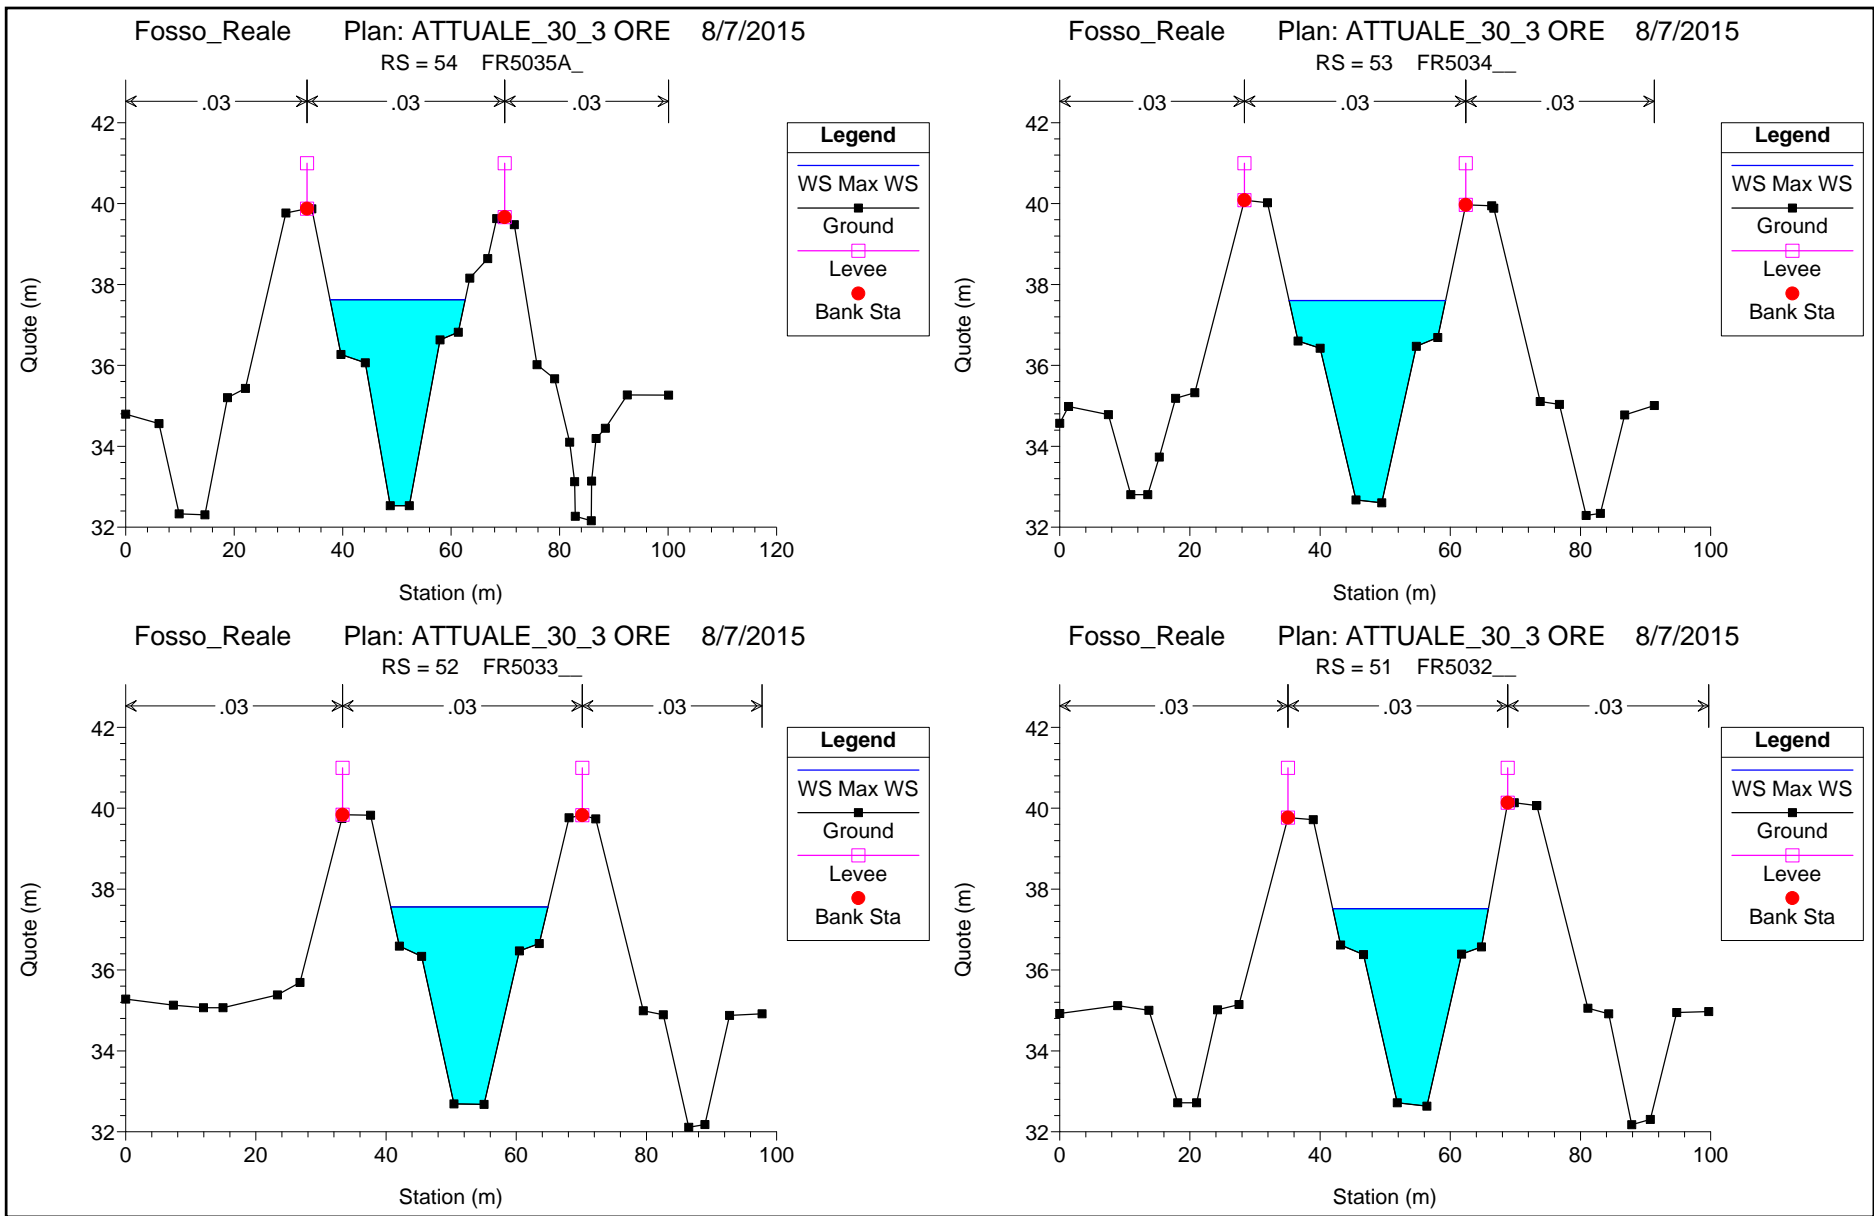 Fosso_Reale Plan: ATTUALE_30_3 ORE 8/7/2015
RS = 54 FR5035A_
.03 .03 .03
42
40
38
36
34
32
0 20 40 60 80 100 120
Quote (m)
Station (m)
Legend
WS Max WS
Ground
Levee
Bank Sta
Fosso_Reale Plan: ATTUALE_30_3 ORE 8/7/2015
RS = 53 FR5034__
.03 .03 .03
42
40
38
36
34
32
0 20 40 60 80 100
Quote (m)
Station (m)
Legend
WS Max WS
Ground
Levee
Bank Sta
Fosso_Reale Plan: ATTUALE_30_3 ORE 8/7/2015
RS = 52 FR5033__
.03 .03 .03
42
40
38
36
34
32
0 20 40 60 80 100
Quote (m)
Station (m)
Legend
WS Max WS
Ground
Levee
Bank Sta
Fosso_Reale Plan: ATTUALE_30_3 ORE 8/7/2015
RS = 51 FR5032__
.03 .03 .03
42
40
38
36
34
32
0 20 40 60 80 100
Quote (m)
Station (m)
Legend
WS Max WS
Ground
Levee
Bank Sta